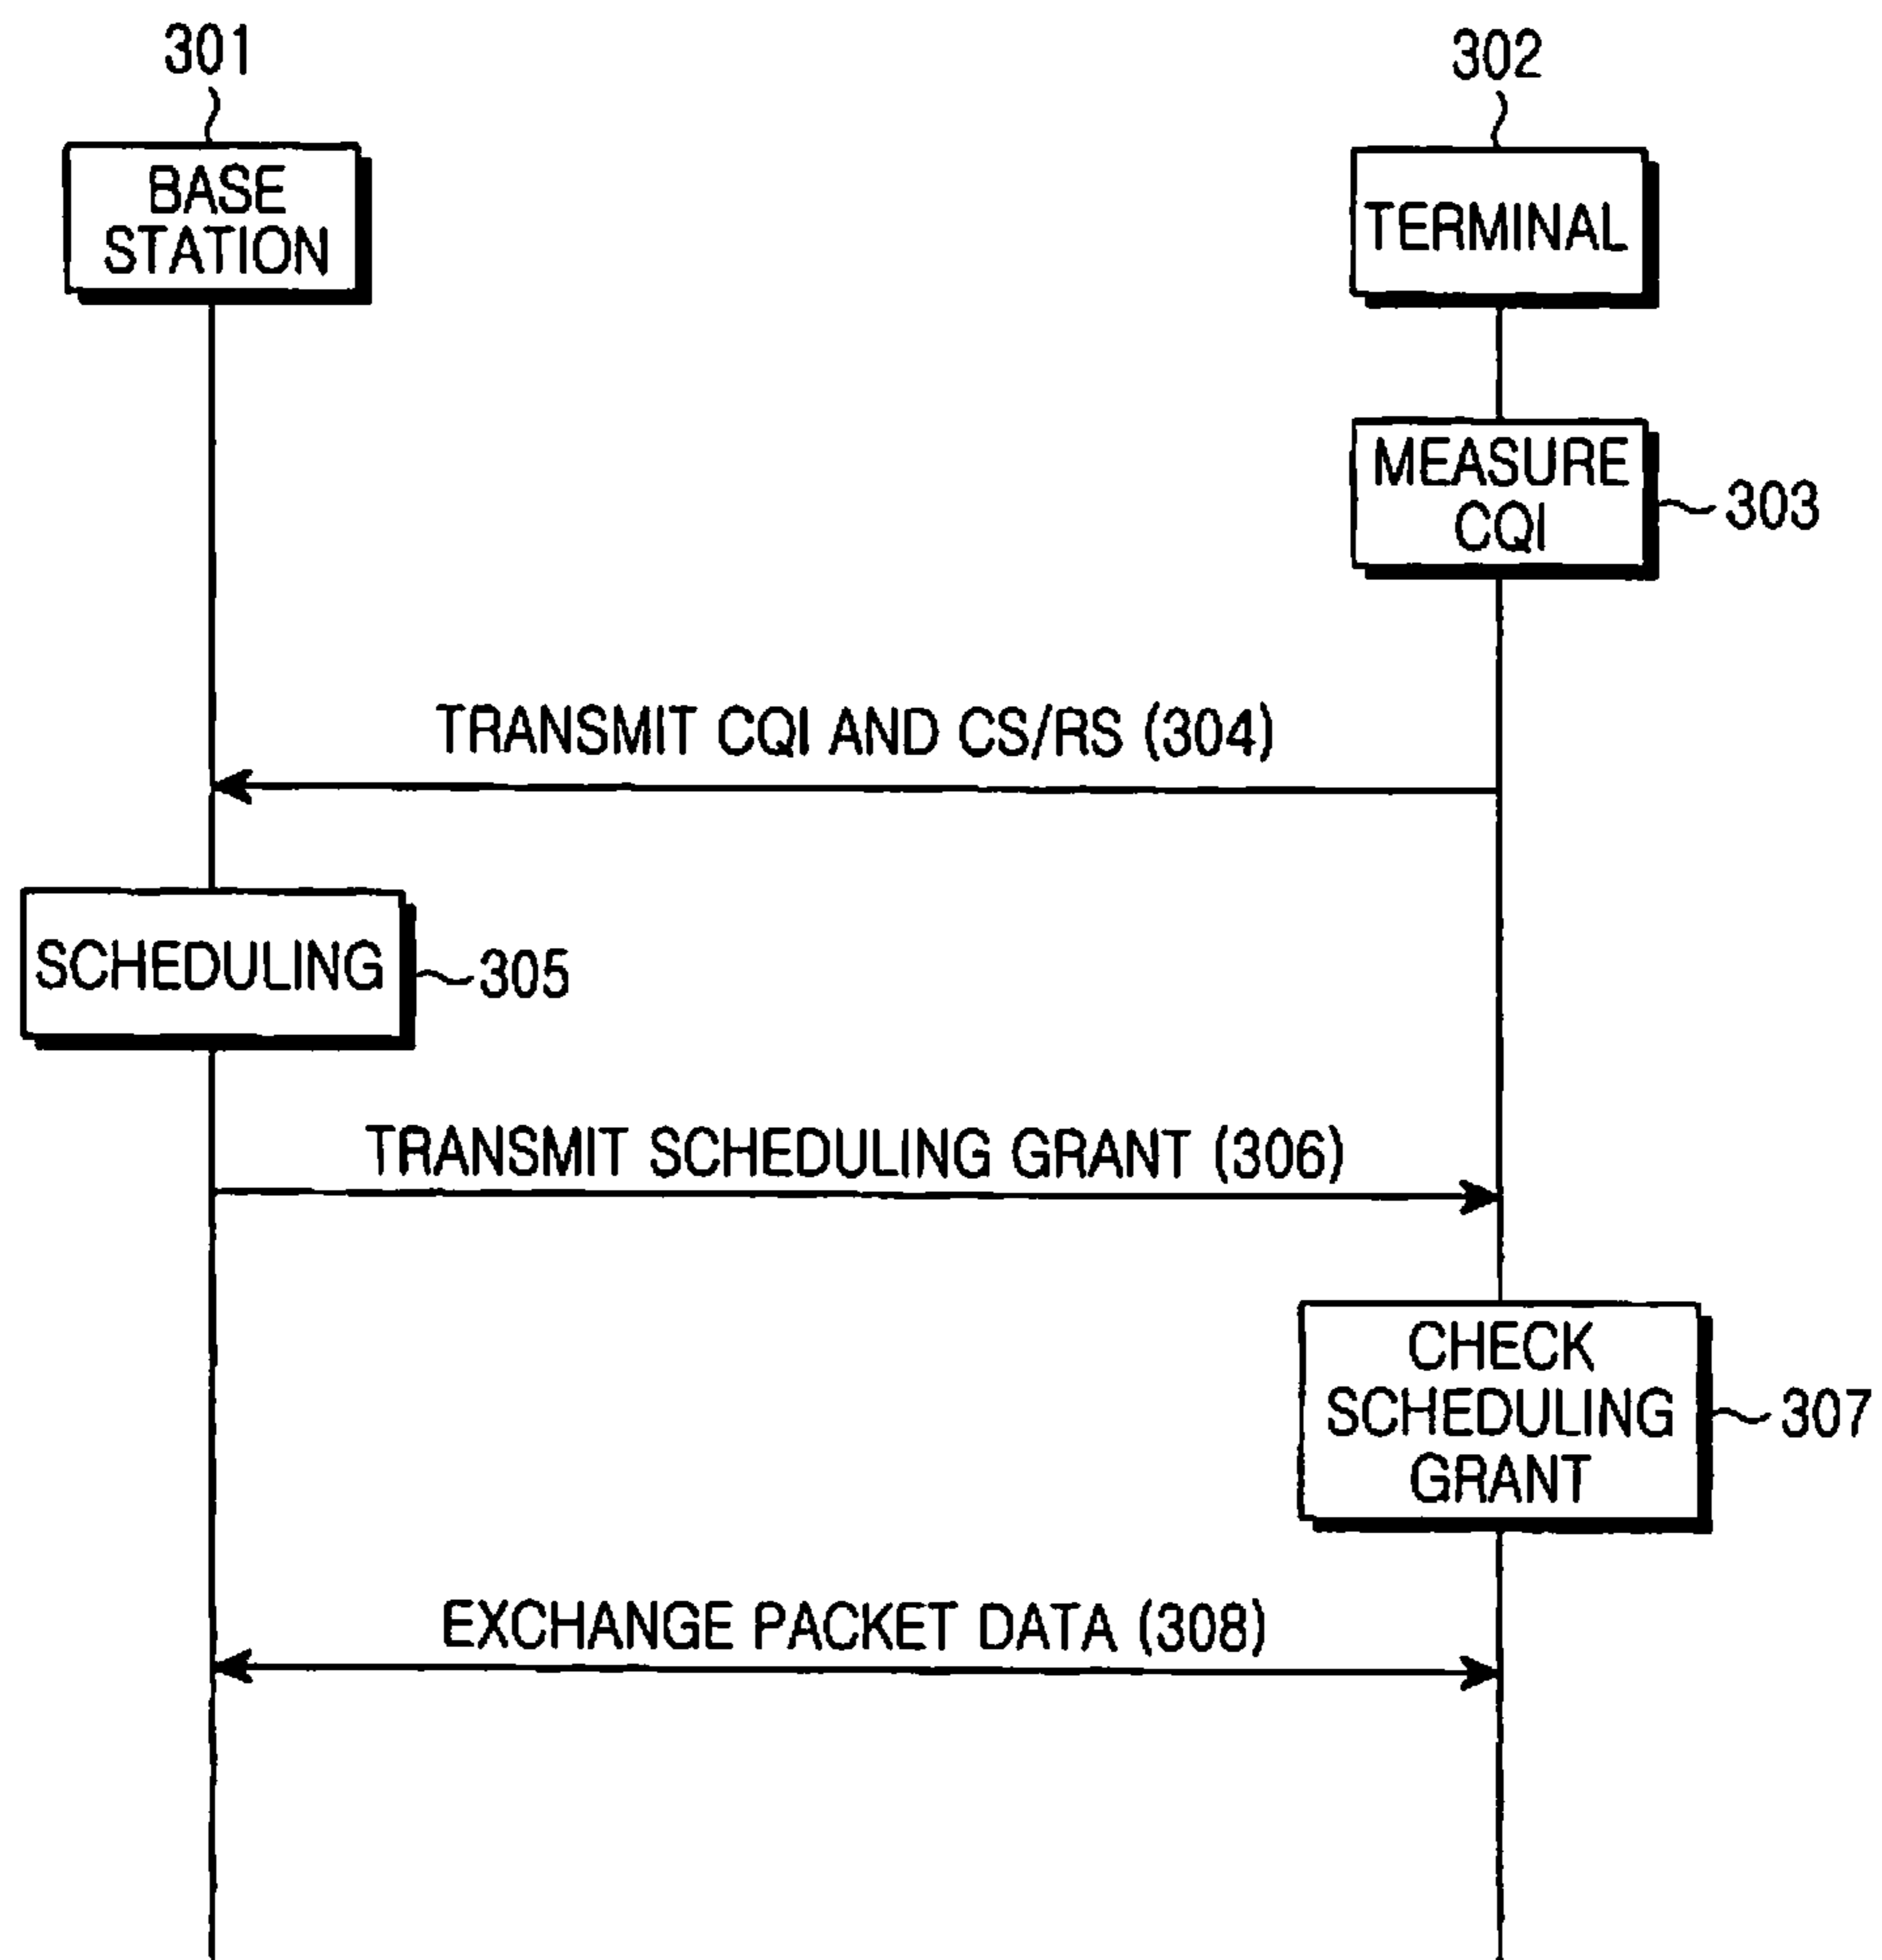 301
302
BASE
STATION
TERMINAL
MEASURE
CQI
303
TRANSMIT CQI AND CS/RS (304)
SCHEDULING
305
TRANSMIT SCHEDULING GRANT (306)
CHECK
SCHEDULING
GRANT
307
EXCHANGE PACKET DATA (308)